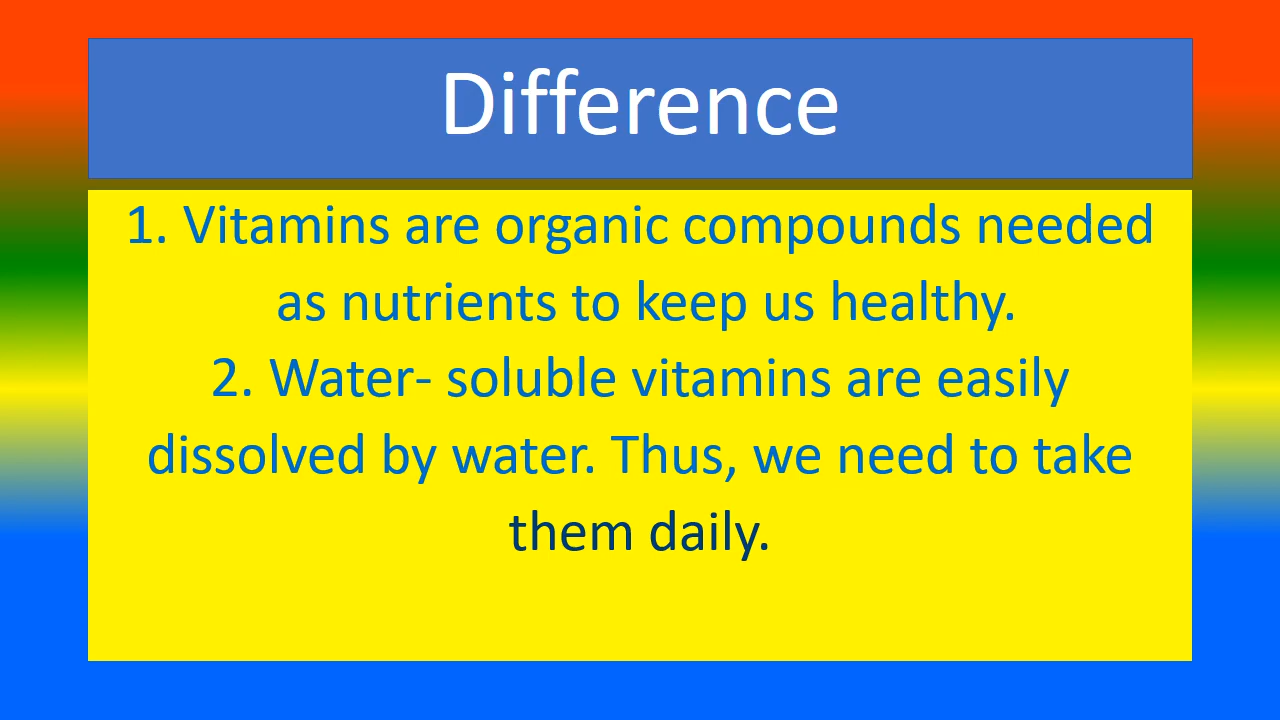 Difference
1. Vitamins are organic compounds needed
as nutrients to keep us healthy.
2. Water- soluble vitamins are easily
dissolved by water. Thus, we need to take
them daily.